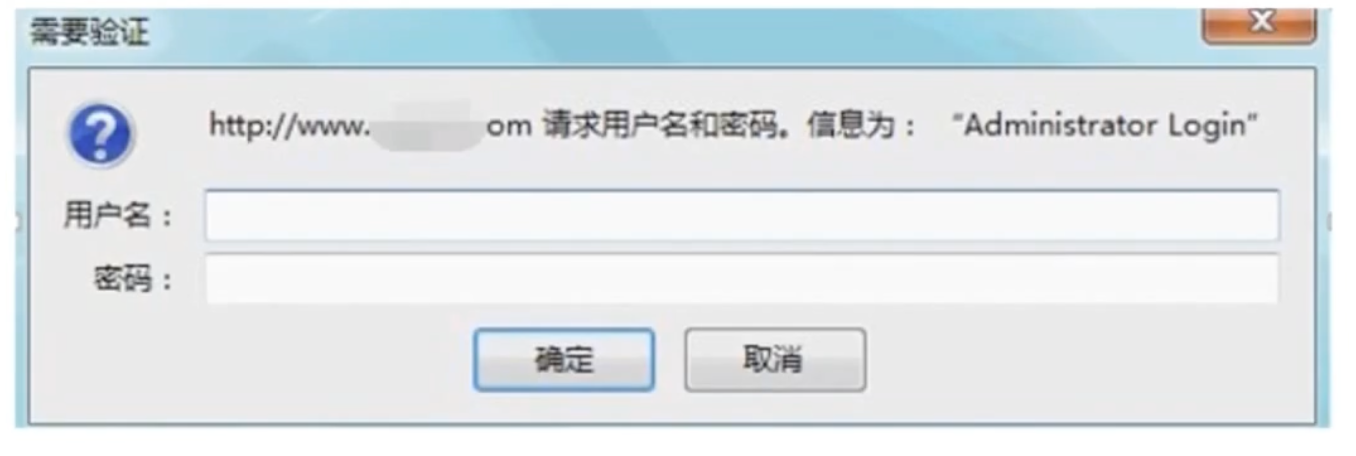 需要验证
X
?
http://www. om 请求用户名和密码。信息为： “Administrator Login”
用户名：
密码：
确定 取消